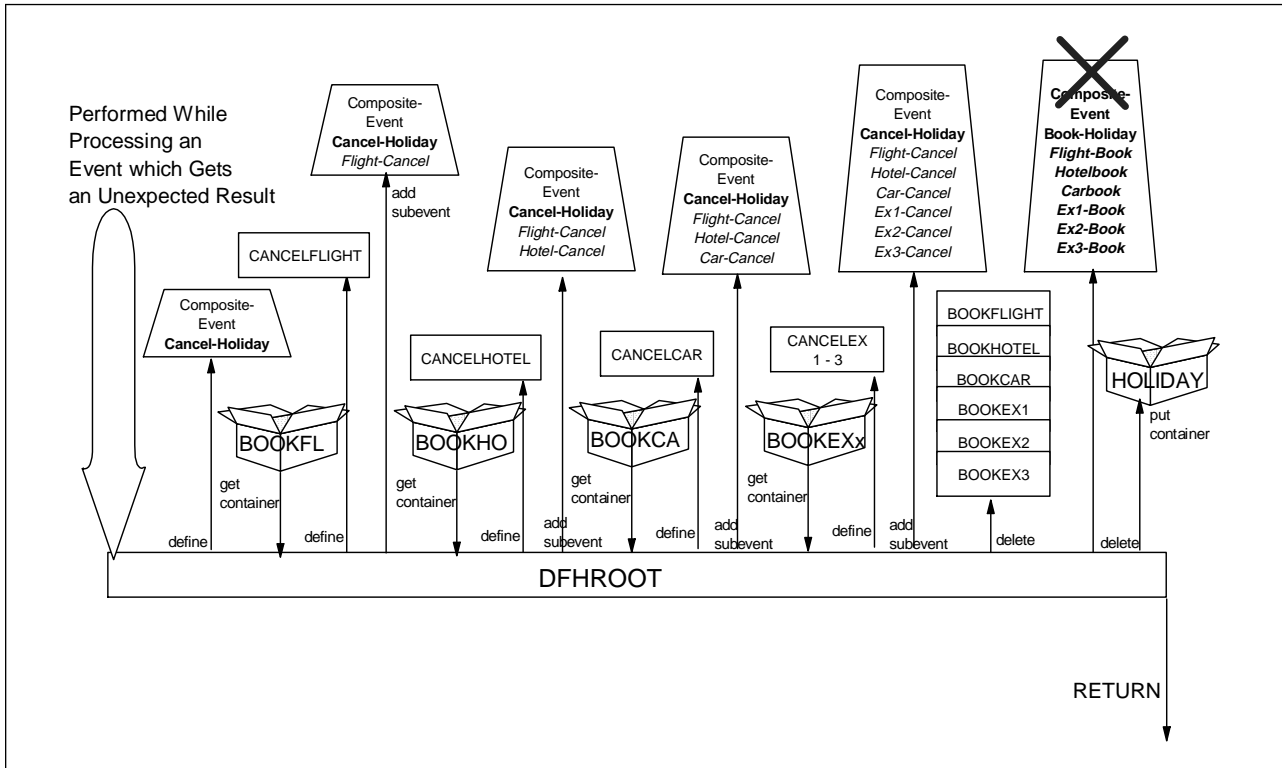 Performed While
Processing an
Event which Gets
an Unexpected Result
Composite-
Event
Cancel-Holiday
define
BOOKFL
get
container
CANCELFLIGHT
define
Composite-
Event
Cancel-Holiday
Flight-Cancel
add
subevent
BOOKHO
get
container
CANCELHOTEL
define
Composite-
Event
Cancel-Holiday
Flight-Cancel
Hotel-Cancel
add
subevent
BOOKCA
get
container
CANCELCAR
define
Composite-
Event
Cancel-Holiday
Flight-Cancel
Hotel-Cancel
Car-Cancel
add
subevent
BOOKEXx
get
container
CANCELEX
1 - 3
define
Composite-
Event
Cancel-Holiday
Flight-Cancel
Hotel-Cancel
Car-Cancel
Ex1-Cancel
Ex2-Cancel
Ex3-Cancel
add
subevent
BOOKFLIGHT
BOOKHOTEL
BOOKCAR
BOOKEX1
BOOKEX2
BOOKEX3
delete
Composite-
Event
Book-Holiday
Flight-Book
Hotelbook
Carbook
Ex1-Book
Ex2-Book
Ex3-Book
delete
HOLIDAY
put
container
DFHROOT
RETURN